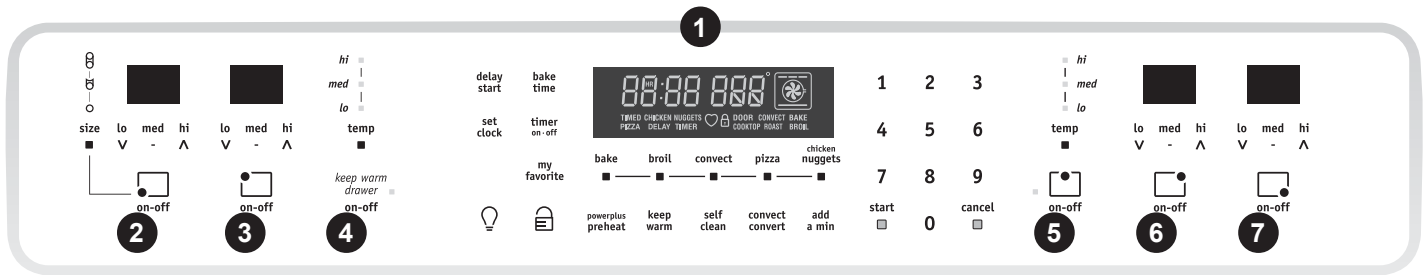 1
size
lo med hi
lo med hi
hi
med
lo
temp
keep warm
drawer
on-off
on-off
on-off
2
3
4
delay
start
bake
time
set
clock
timer
on·off
my
favorite
88:88 888°
HR
TIMED CHICKEN NUGGETS DOOR CONVECT BAKE
PIZZA DELAY TIMER COOKTOP ROAST BROIL
bake
broil
convect
pizza
chicken
nuggets
powerplus
preheat
keep
warm
self
clean
convect
convert
add
a min
1 2 3
4 5 6
7 8 9
start
0
cancel
hi
med
lo
temp
lo med hi
lo med hi
on-off
on-off
on-off
5
6
7